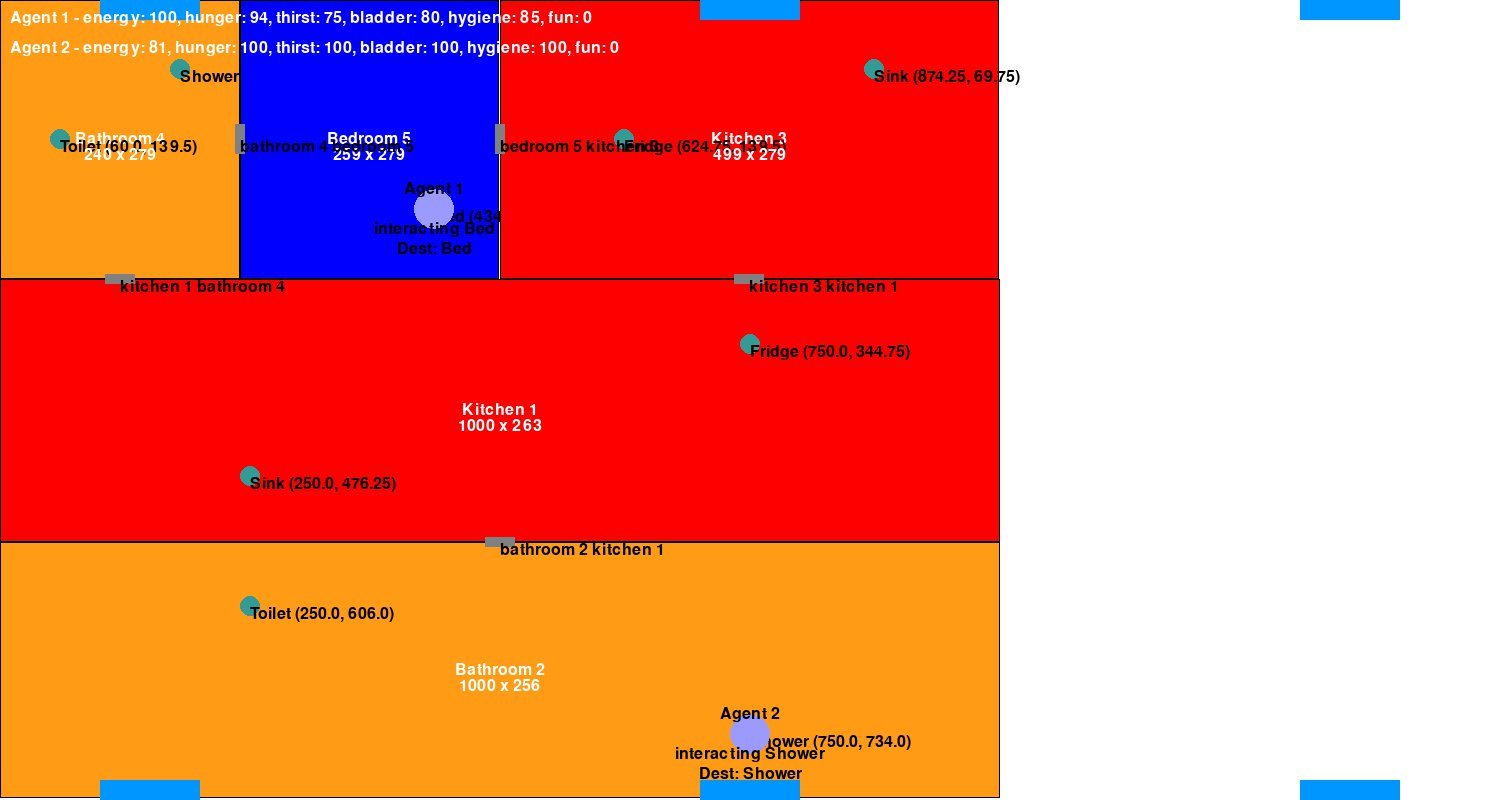 Agent 1 - energy: 100, hunger: 94, thirst: 75, bladder: 80, hygiene: 85, fun: 0
Agent 2 - energy: 81, hunger: 100, thirst: 100, bladder: 100, hygiene: 100, fun: 0
Shower
Sink (874.25, 69.75)
Bathroom 4
240 x 279
Toilet (60.0, 139.5)
bathroom 4 bedroom 5
Bedroom 5
259 x 279
bedroom 5 kitchen 3
Fridge (624.75, 139.5)
Kitchen 3
499 x 279
Agent 1
(434
interacting Bed
Dest: Bed
kitchen 1 bathroom 4
kitchen 3 kitchen 1
Fridge (750.0, 344.75)
Kitchen 1
1000 x 263
Sink (250.0, 476.25)
bathroom 2 kitchen 1
Toilet (250.0, 606.0)
Bathroom 2
1000 x 256
Agent 2
Shower (750.0, 734.0)
interacting Shower
Dest: Shower